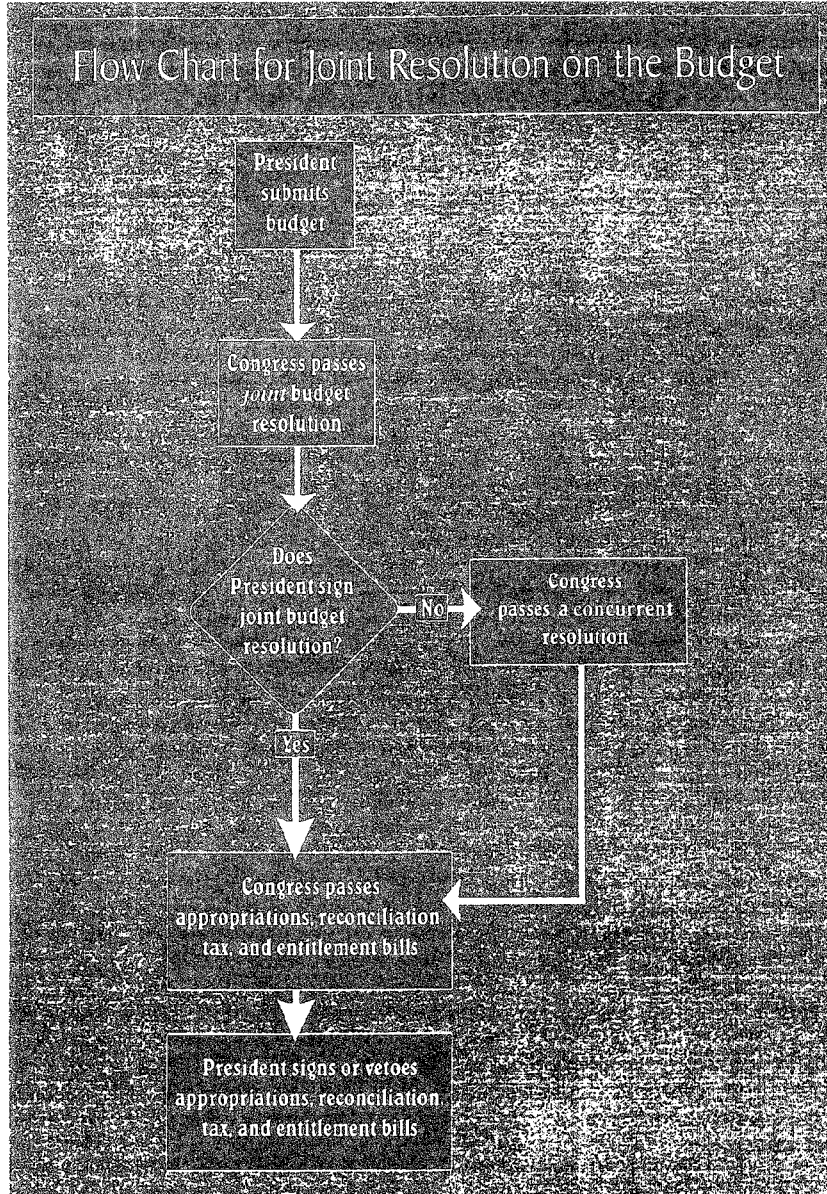 Flow Chart for Joint Resolution on the Budget
President
submits
budget
Congress passes
joint budget
resolution
Does
President sign
joint budget
resolution?
No
Congress
passes a concurrent
resolution
Yes
Congress passes
appropriations, reconciliation
tax, and entitlement bills
President signs or vetoes
appropriations, reconciliation
tax, and entitlement bills